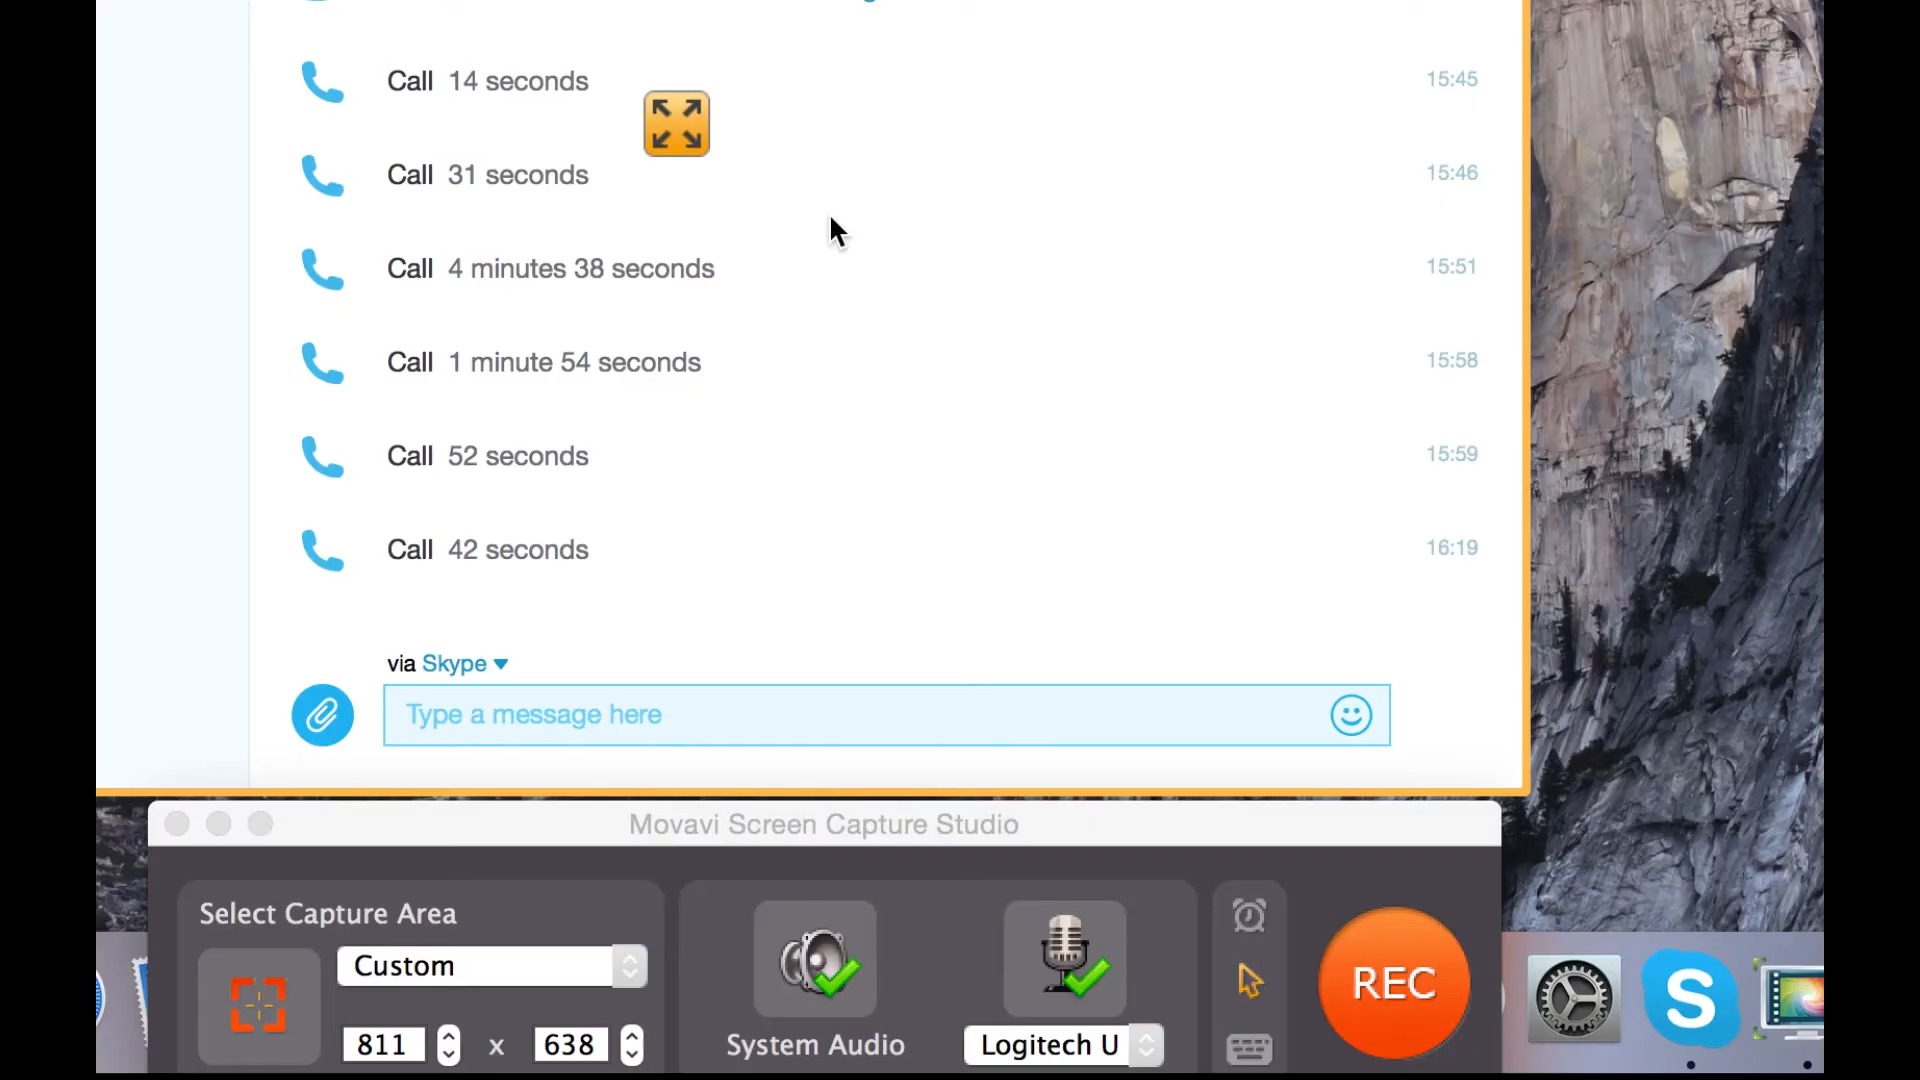 Call 14 seconds 15:45
Call 31 seconds 15:46
Call 4 minutes 38 seconds 15:51
Call 1 minute 54 seconds 15:58
Call 52 seconds 15:59
Call 42 seconds 16:19
via Skype
Type a message here
Movavi Screen Capture Studio
Select Capture Area
Custom
811 x 638
System Audio
Logitech U
REC
S